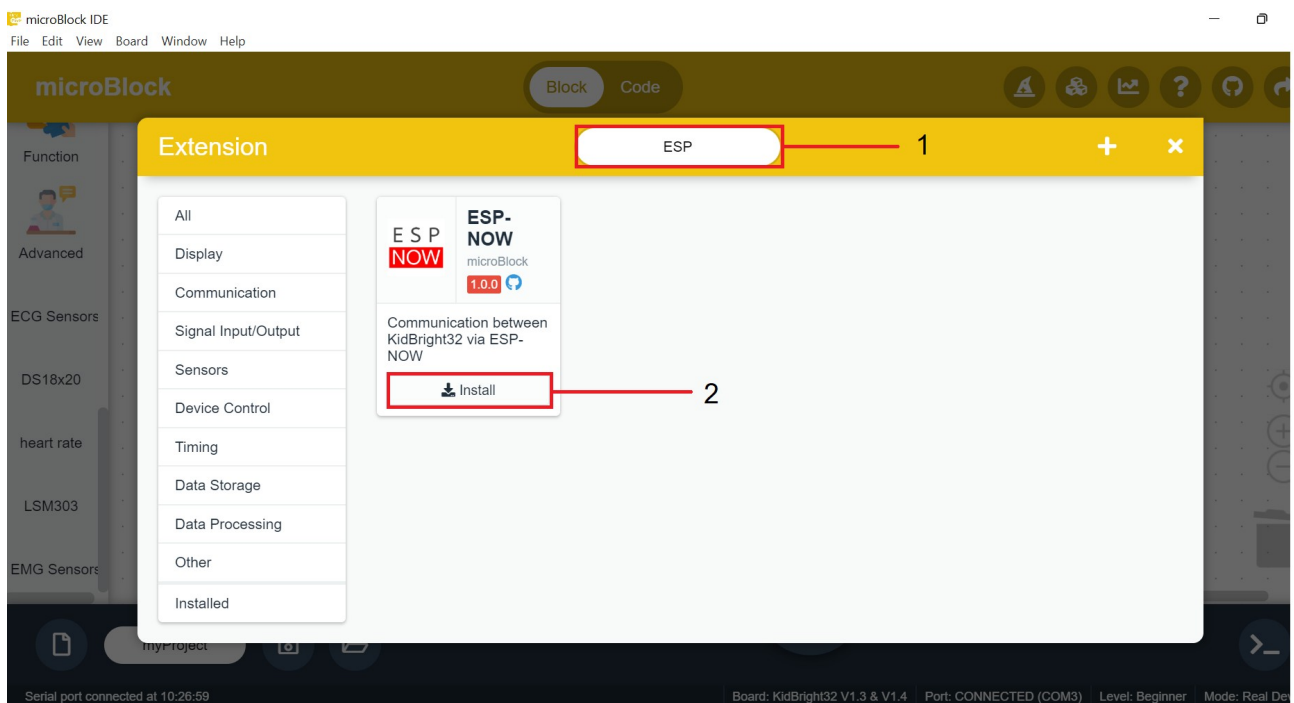 microBlock IDE
File Edit View Board Window Help
microBlock
Block
Code
Extension
ESP
1
Function
Advanced
ECG Sensors
DS18x20
heart rate
LSM303
EMG Sensors
All
Display
Communication
Signal Input/Output
Sensors
Device Control
Timing
Data Storage
Data Processing
Other
Installed
ESP
NOW
ESP-
NOW
microBlock
1.0.0
Communication between
KidBright32 via ESP-
NOW
Install
2
myProject
Serial port connected at 10:26:59
Board: KidBright32 V1.3 & V1.4
Port: CONNECTED (COM3)
Level: Beginner
Mode: Real De